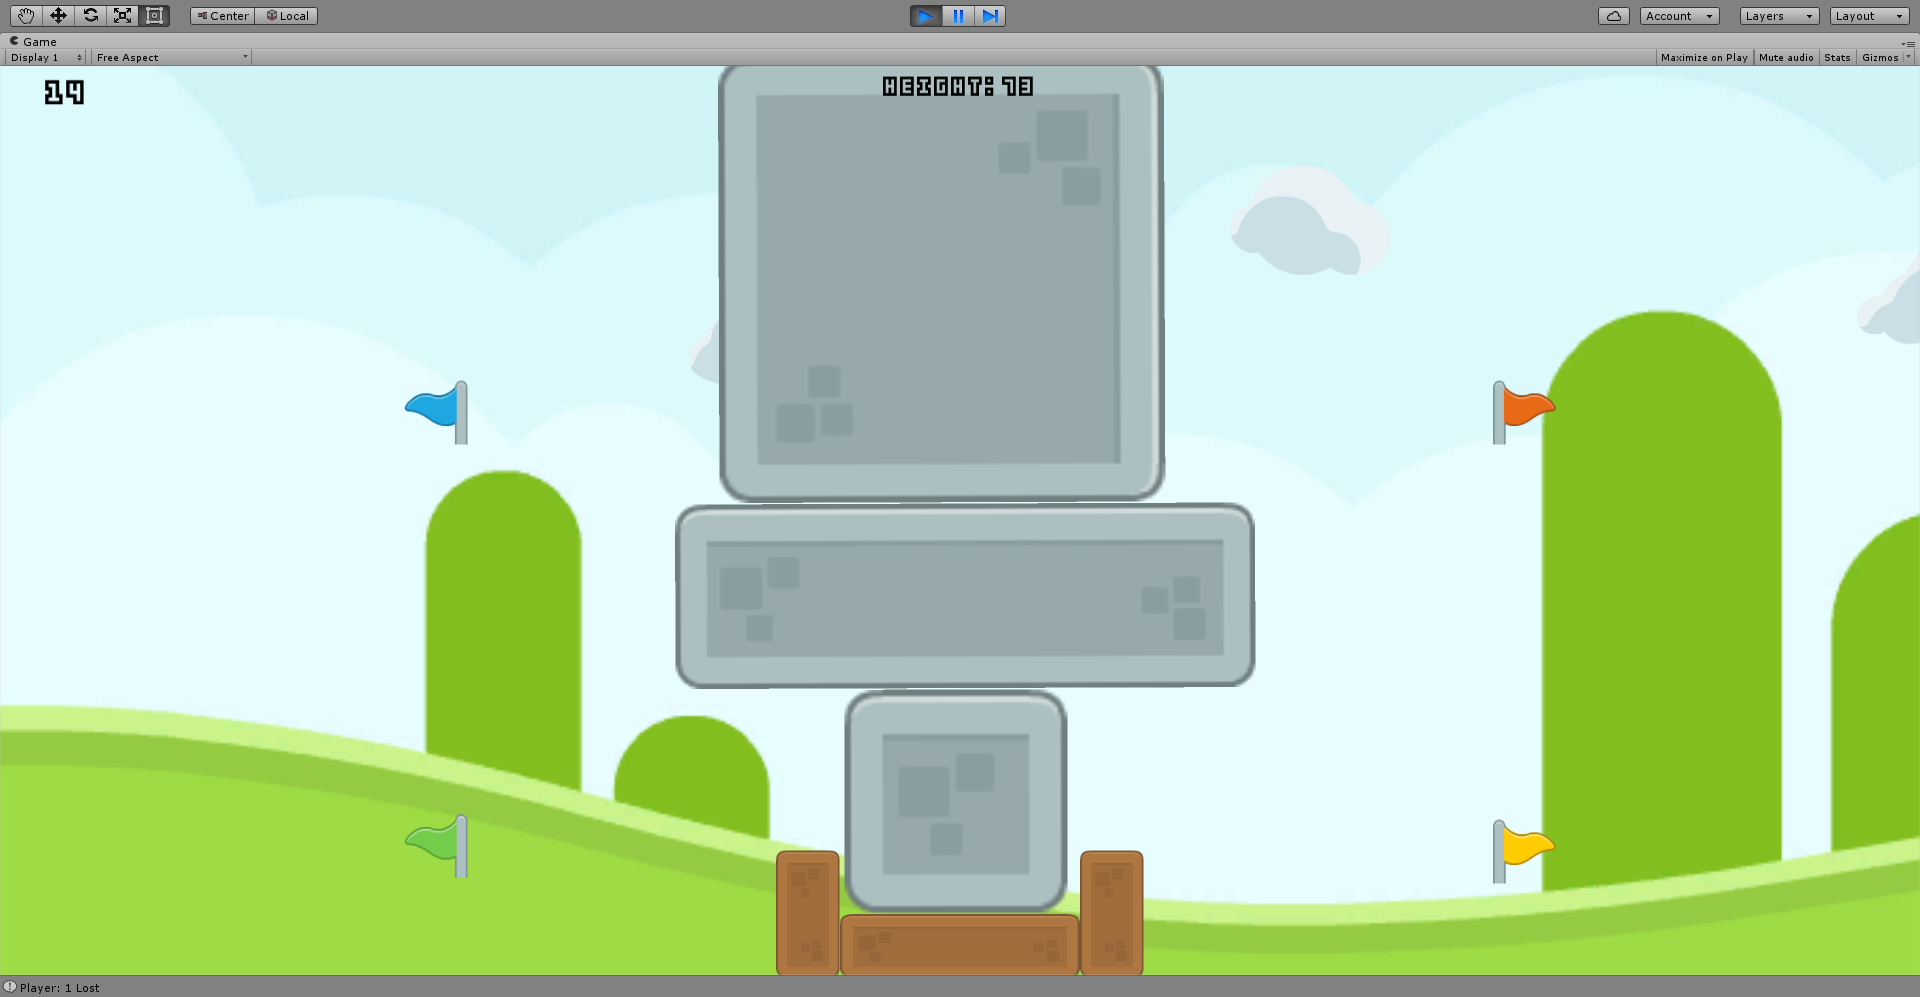 Center Local Account Layers Layout
Game
Display 1 Free Aspect Maximize on Play Mute audio Stats Gizmos
14 HEIGHT: 73
Player: 1 Lost